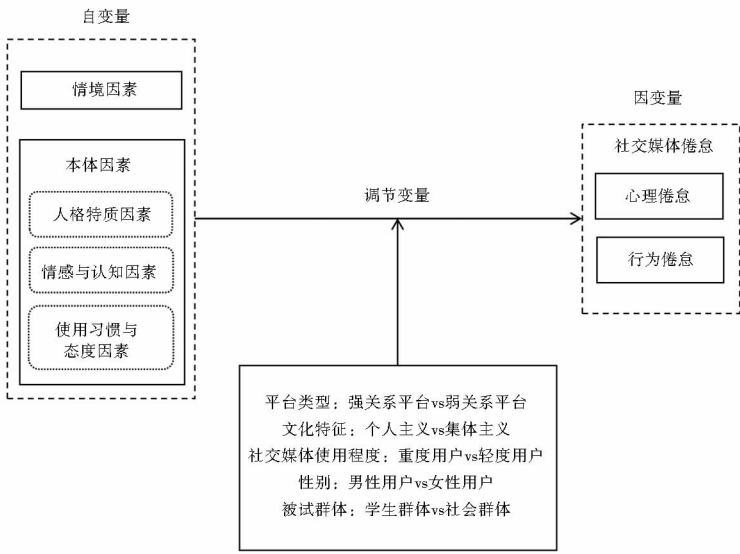 自变量
情境因素
本体因素
人格特质因素
情感与认知因素
使用习惯与
态度因素
调节变量
因变量
社交媒体倦怠
心理倦怠
行为倦怠
平台类型：强关系平台vs弱关系平台
文化特征：个人主义vs集体主义
社交媒体使用程度：重度用户vs轻度用户
性别：男性用户vs女性用户
被试群体：学生群体vs社会群体